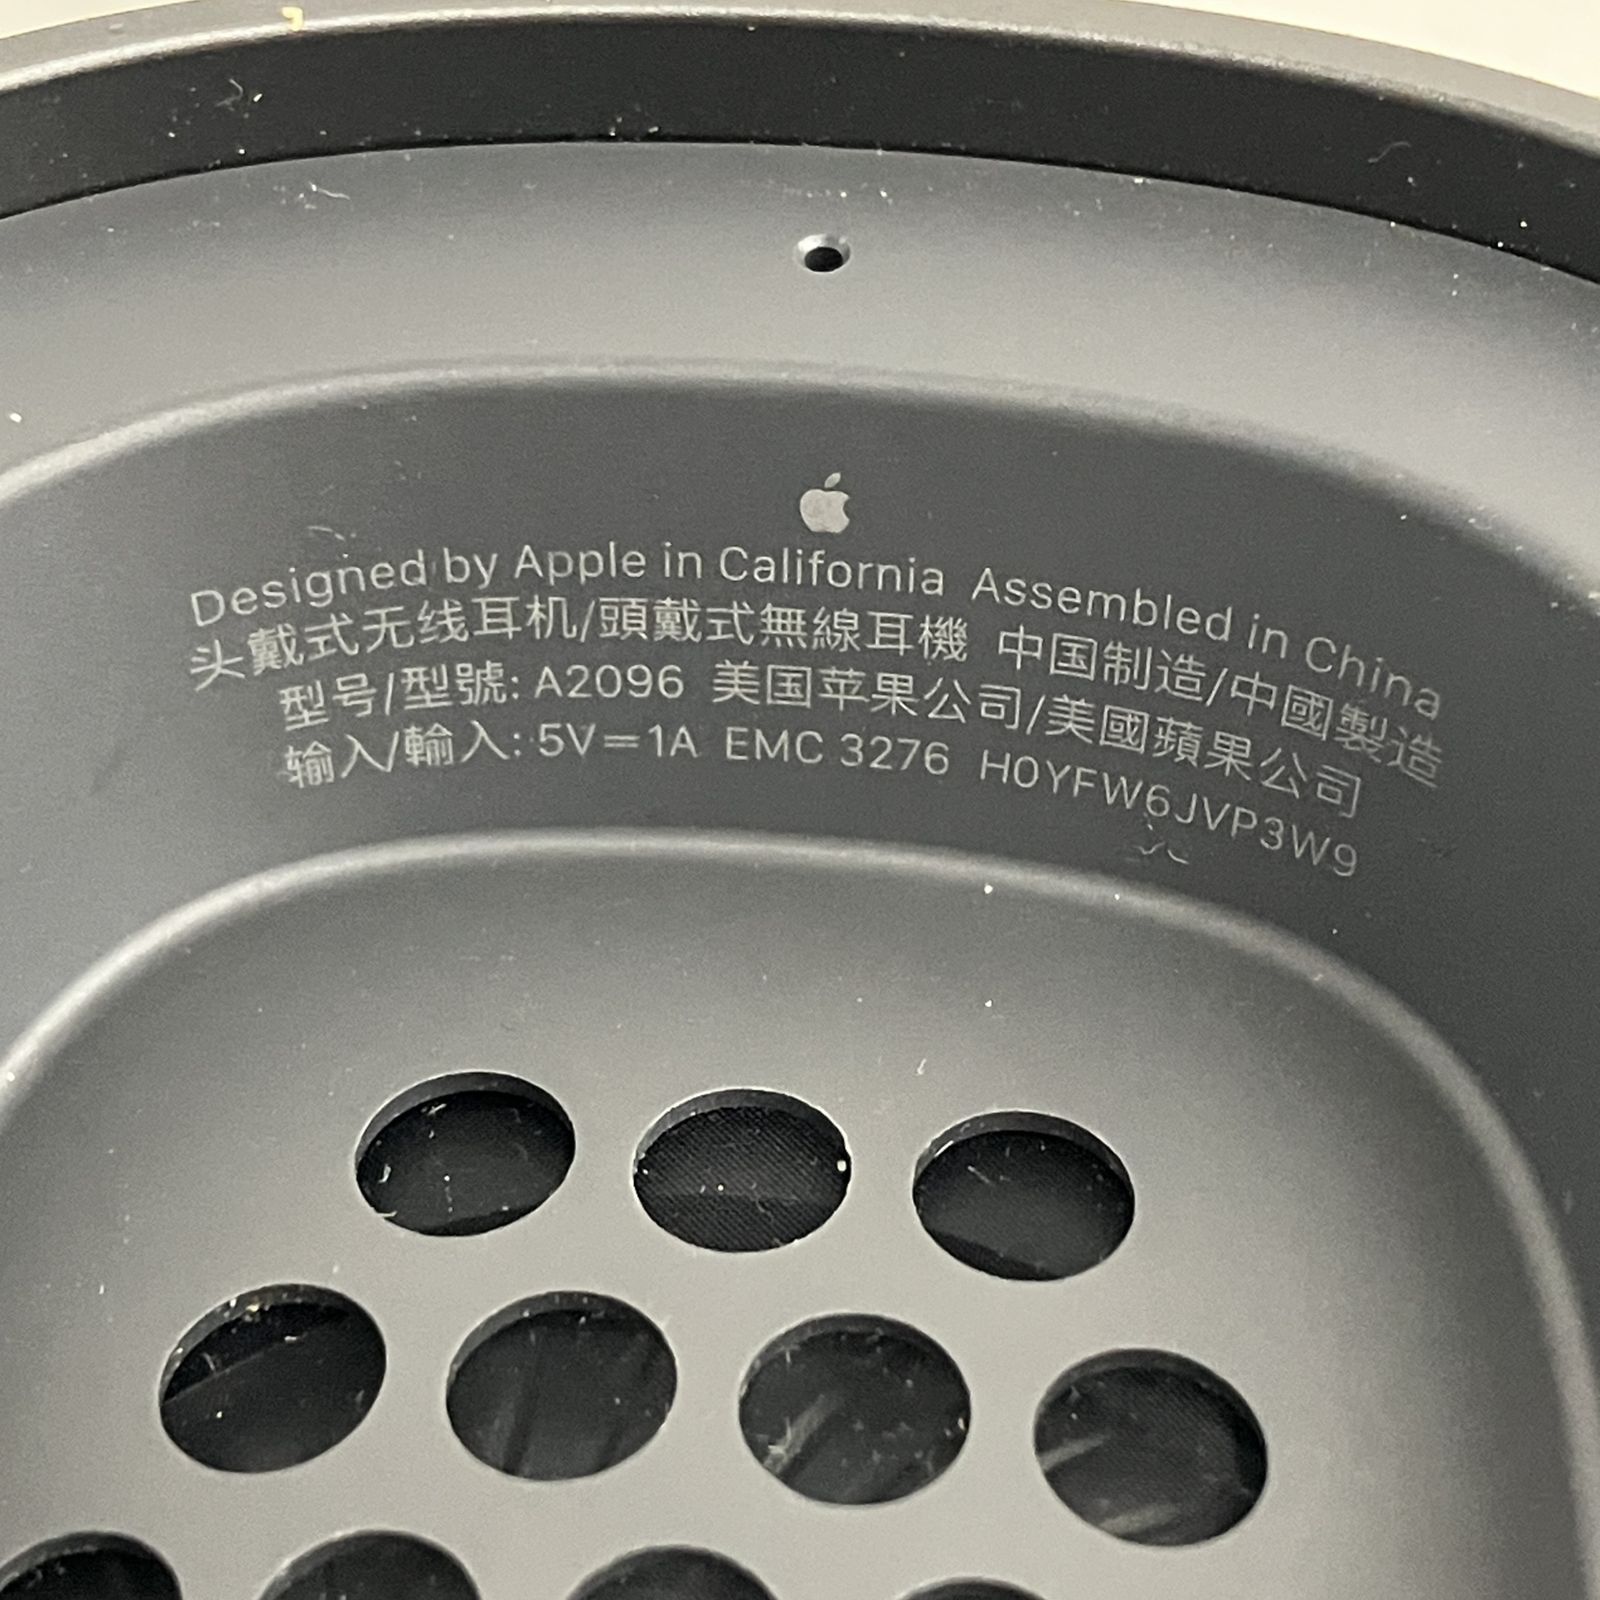 Designed by Apple in California Assembled in China
头戴式无线耳机/頭戴式無線耳機 中国制造/中國製造
型号/型號: A2096 美国苹果公司/美國蘋果公司
输入/輸入: 5V⎓1A EMC 3276 H0YFW6JVP3W9